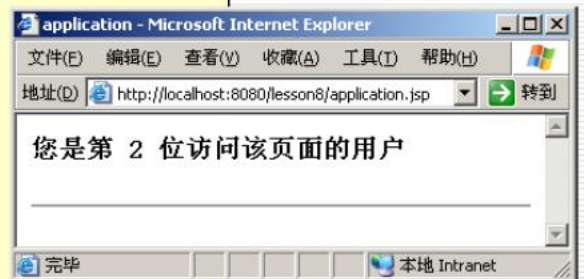 application - Microsoft Internet Explorer
文件(F) 编辑(E) 查看(V) 收藏(A) 工具(T) 帮助(H)
地址(D) http://localhost:8080/lesson8/application.jsp 转到
您是第 2 位访问该页面的用户
完毕 本地 Intranet